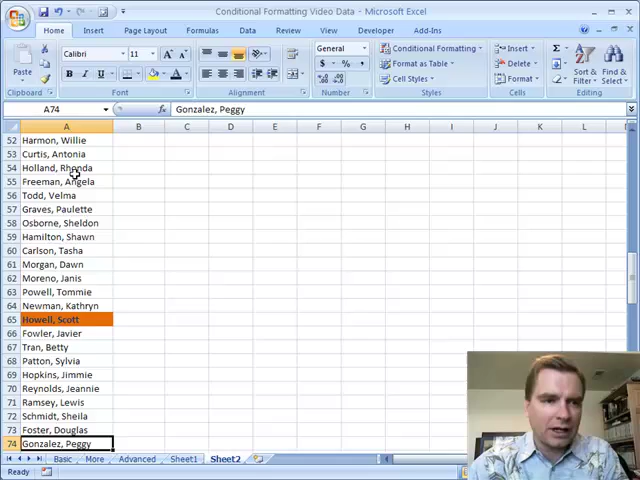 Conditional Formatting Video Data - Microsoft Excel
Home Insert Page Layout Formulas Data Review View Developer Add-Ins
Paste
Clipboard
Calibri 11
B I U
Font
Alignment
General
$ % ,
Number
Conditional Formatting
Format as Table
Cell Styles
Styles
Insert
Delete
Format
Cells
Sort & Filter
Find & Select
Editing
A74 fx Gonzalez, Peggy
A B C D E F G H I J K L
52 Harmon, Willie
53 Curtis, Antonia
54 Holland, Rhonda
55 Freeman, Angela
56 Todd, Velma
57 Graves, Paulette
58 Osborne, Sheldon
59 Hamilton, Shawn
60 Carlson, Tasha
61 Morgan, Dawn
62 Moreno, Janis
63 Powell, Tommie
64 Newman, Kathryn
65 Howell, Scott
66 Fowler, Javier
67 Tran, Betty
68 Patton, Sylvia
69 Hopkins, Jimmie
70 Reynolds, Jeannie
71 Ramsey, Lewis
72 Schmidt, Sheila
73 Foster, Douglas
74 Gonzalez, Peggy
Basic More Advanced Sheet1 Sheet2
Ready